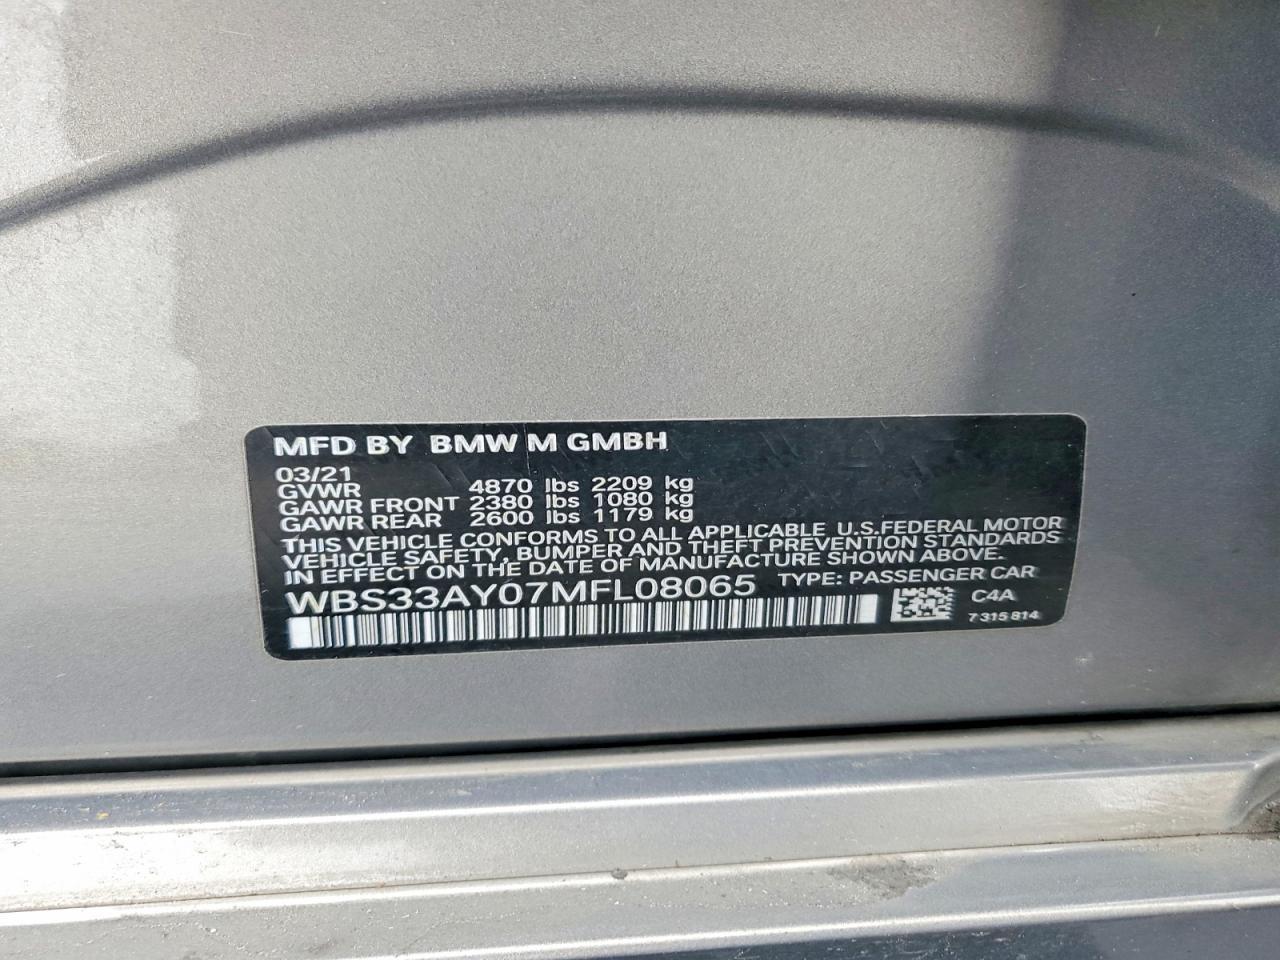 MFD BY BMW M GMBH
03/21
GVWR 4870 lbs 2209 kg
GAWR FRONT 2380 lbs 1080 kg
GAWR REAR 2600 lbs 1179 kg
THIS VEHICLE CONFORMS TO ALL APPLICABLE U.S.FEDERAL MOTOR
VEHICLE SAFETY, BUMPER AND THEFT PREVENTION STANDARDS
IN EFFECT ON THE DATE OF MANUFACTURE SHOWN ABOVE.
WBS33AY07MFL08065 TYPE: PASSENGER CAR
C4A
7 315 814